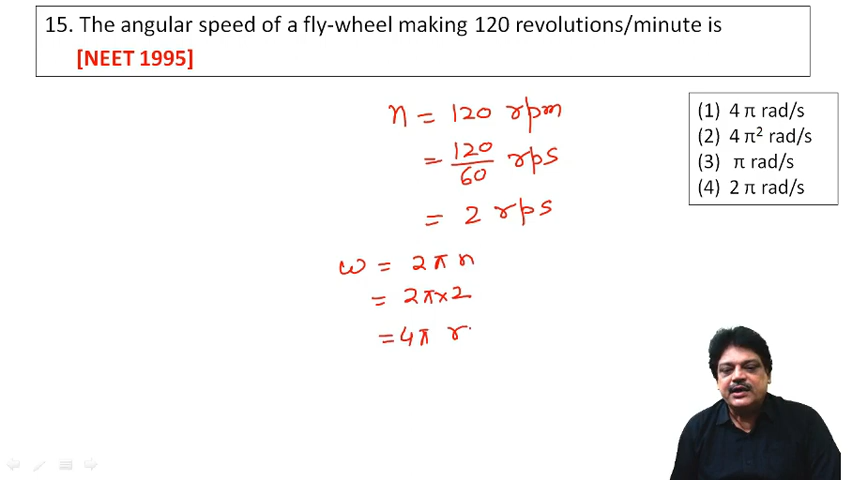 15. The angular speed of a fly-wheel making 120 revolutions/minute is
[NEET 1995]
n = 120 rpm
= 120/60 rps
= 2 rps
ω = 2π n
= 2π×2
= 4π r
(1) 4 π rad/s
(2) 4 π² rad/s
(3) π rad/s
(4) 2 π rad/s